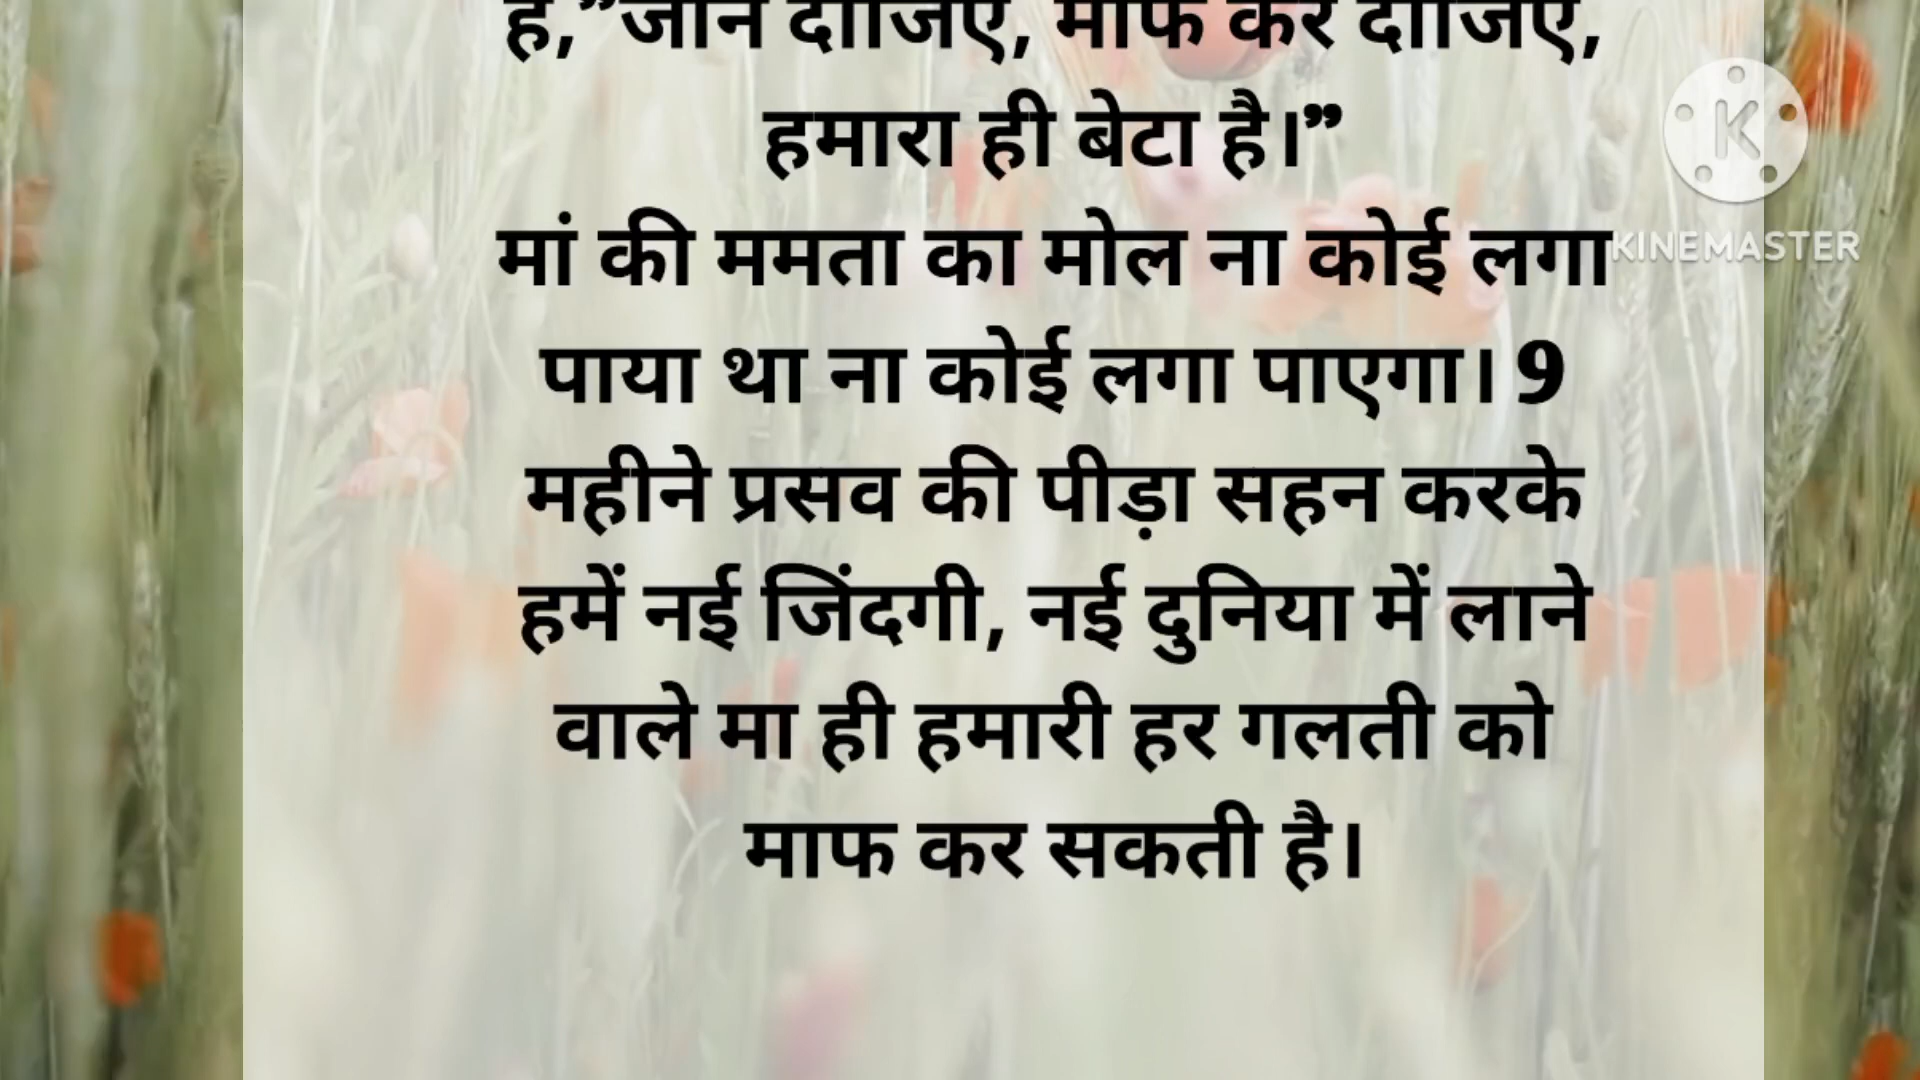 है,”जाने दीजिए, माफ कर दीजिए,
हमारा ही बेटा है।”
मां की ममता का मोल ना कोई लगा
पाया था ना कोई लगा पाएगा। 9
महीने प्रसव की पीड़ा सहन करके
हमें नई जिंदगी, नई दुनिया में लाने
वाले मा ही हमारी हर गलती को
माफ कर सकती है।
K
KINEMASTER